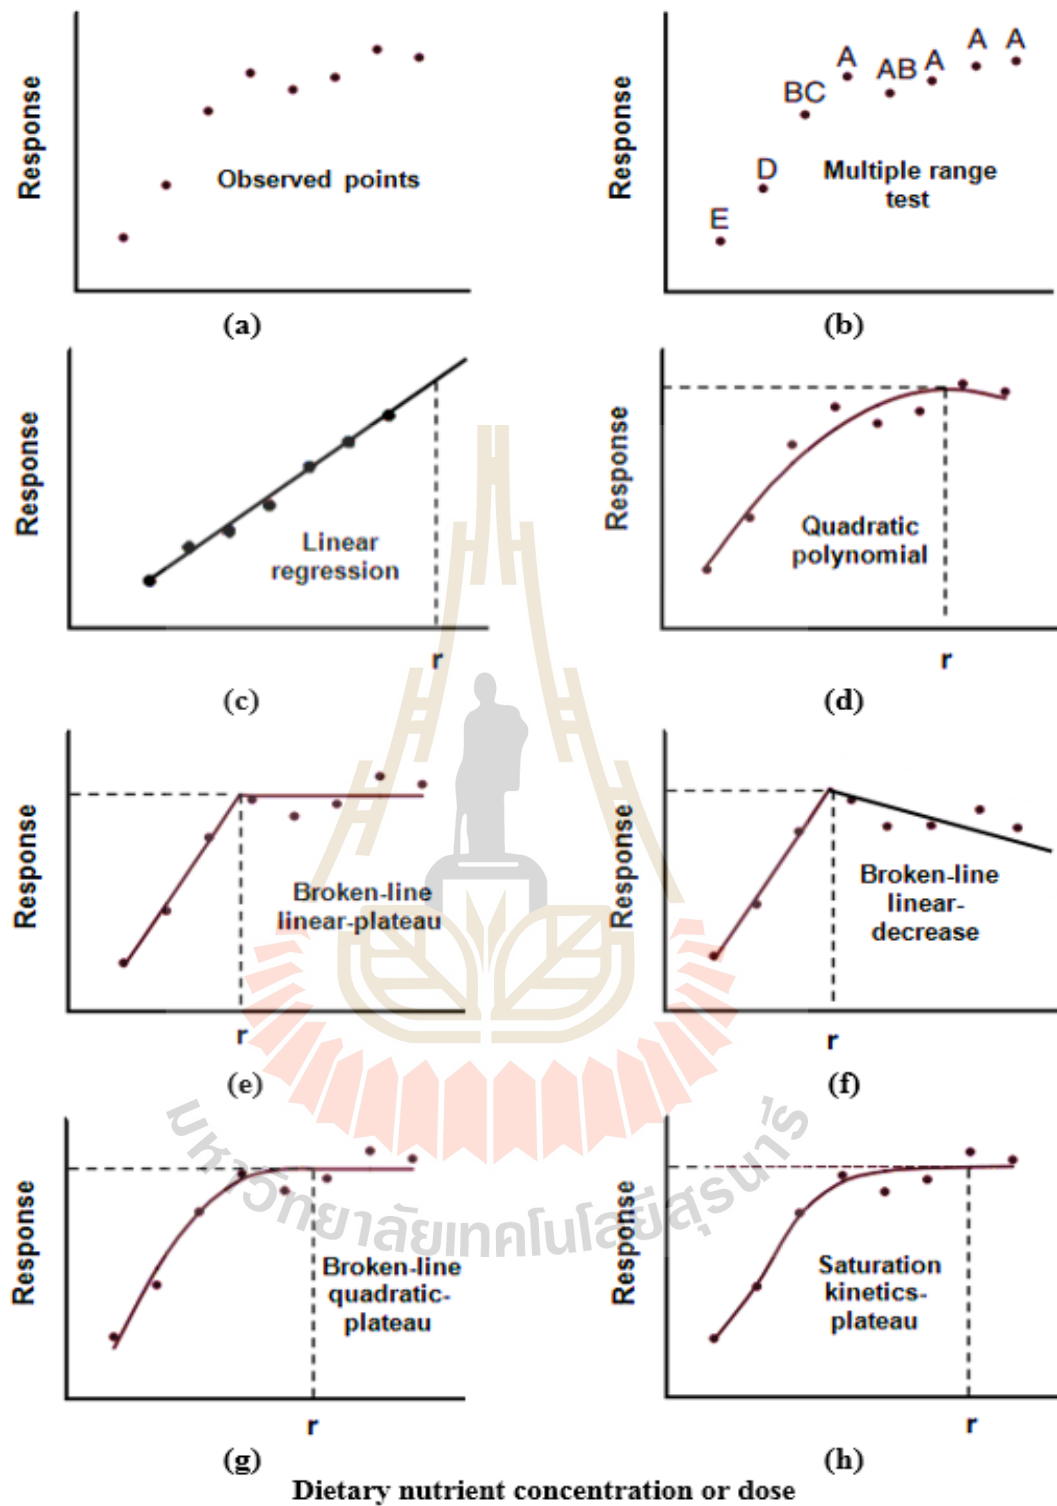 Response
Observed points
(a)
Response
E
D
BC
A
AB
A
A
A
Multiple range
test
(b)
Response
Linear
regression
r
(c)
Response
Quadratic
polynomial
r
(d)
Response
Broken-line
linear-plateau
r
(e)
Response
Broken-line
linear-
decrease
r
(f)
Response
Broken-line
quadratic-
plateau
r
(g)
Response
Saturation
kinetics-
plateau
r
(h)
มหาวิทยาลัยเทคโนโลยีสุรนารี
Dietary nutrient concentration or dose